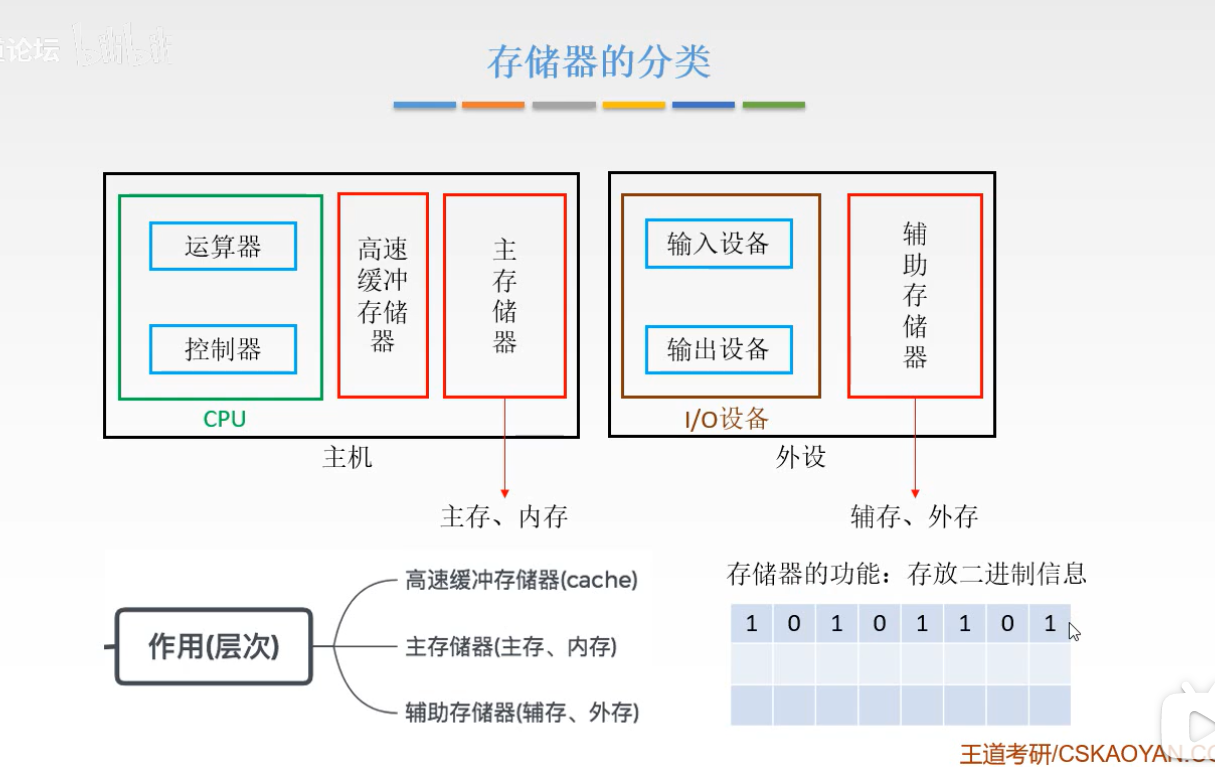 论坛
存储器的分类
运算器
控制器
CPU
高速
缓冲
存储
器
主
存
储
器
主机
输入设备
输出设备
I/O设备
辅
助
存
储
器
外设
主存、内存
辅存、外存
作用(层次)
高速缓冲存储器(cache)
主存储器(主存、内存)
辅助存储器(辅存、外存)
存储器的功能：存放二进制信息
1 0 1 0 1 1 0 1
王道考研/CSKAOYAN.CO